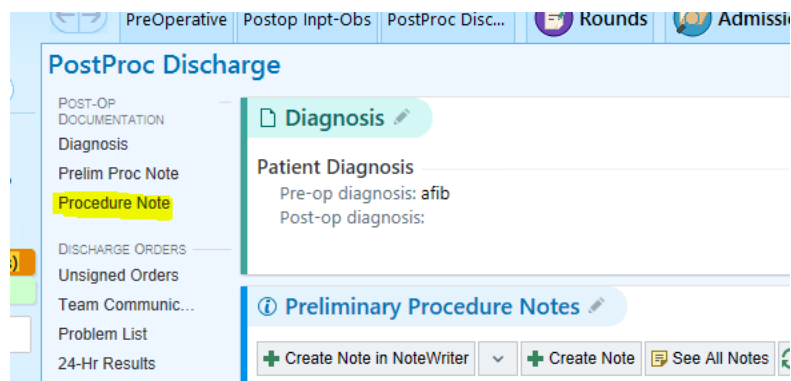 PreOperative Postop Inpt-Obs PostProc Disc... Rounds
PostProc Discharge
POST-OP
DOCUMENTATION
Diagnosis
Prelim Proc Note
Procedure Note
DISCHARGE ORDERS
Unsigned Orders
Team Communic...
Problem List
24-Hr Results
Diagnosis
Patient Diagnosis
Pre-op diagnosis: afib
Post-op diagnosis:
Preliminary Procedure Notes
Create Note in NoteWriter Create Note See All Notes